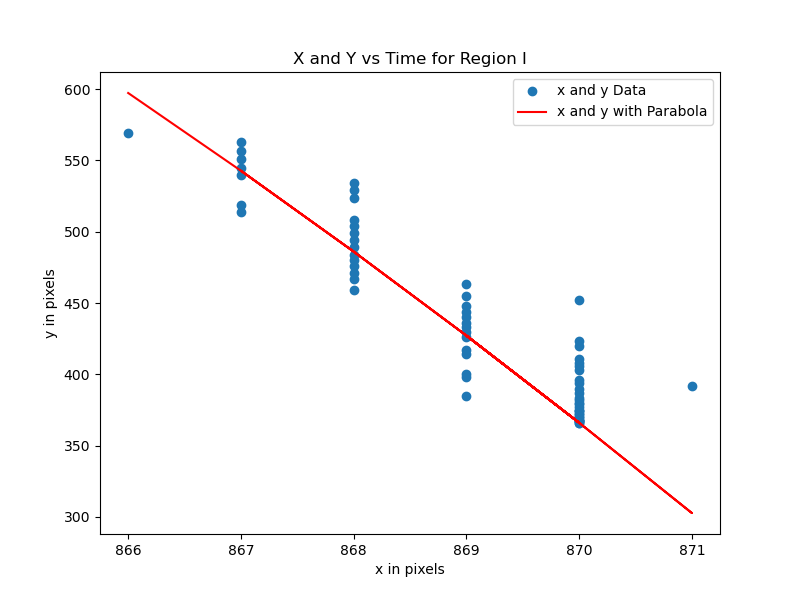 X and Y vs Time for Region I
x and y Data
x and y with Parabola
600
550
500
450
400
350
300
y in pixels
866 867 868 869 870 871
x in pixels